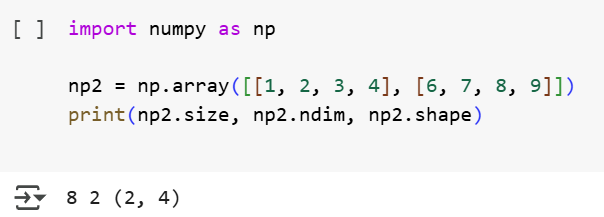 [ ] import numpy as np
np2 = np.array([[1, 2, 3, 4], [6, 7, 8, 9]])
print(np2.size, np2.ndim, np2.shape)
8 2 (2, 4)